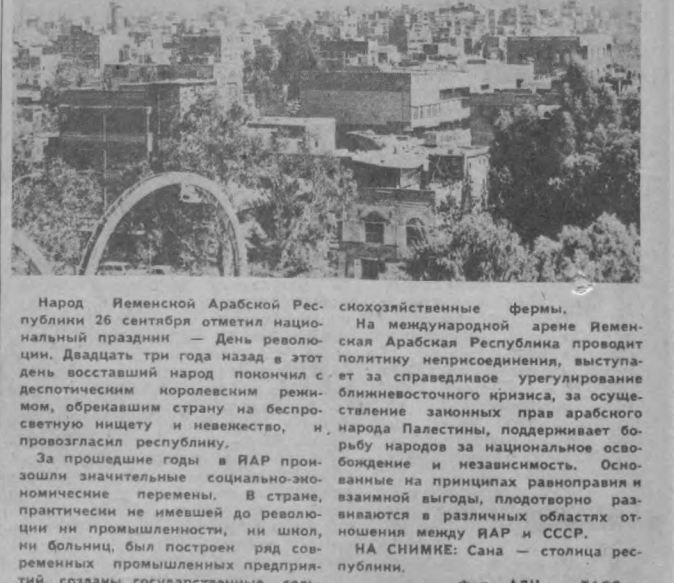 Народ Йеменской Арабской Рес-
публики 26 сентября отметил нацио-
нальный праздник — День револю-
ции. Двадцать три года назад в этот
день восставший народ покончил с
деспотическим королевским режи-
мом, обрекавшим страну на беспро-
светную нищету и невежество, и
провозгласил республику.
За прошедшие годы в ЙАР прои-
зошли значительные социально-эко-
номические перемены. В стране,
практически не имевшей до револю-
ции ни промышленности, ни школ,
ни больниц, был построен ряд сов-
ременных промышленных предприя-
тий, созданы государственные сель-
скохозяйственные фермы.
На международной арене Йемен-
ская Арабская Республика проводит
политику неприсоединения, выступа-
ет за справедливое урегулирование
ближневосточного кризиса, за осуще-
ствление законных прав арабского
народа Палестины, поддерживает бо-
рьбу народов за национальное осво-
бождение и независимость. Осно-
ванные на принципах равноправия и
взаимной выгоды, плодотворно раз-
виваются в различных областях от-
ношения между ЙАР и СССР.
НА СНИМКЕ: Сана — столица рес-
публики.